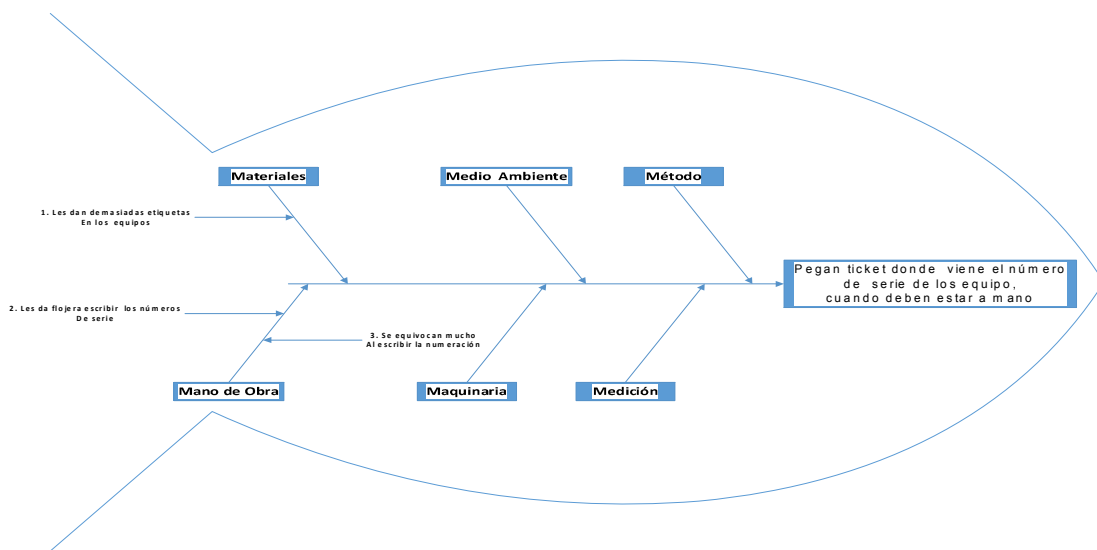 Materiales
Medio Ambiente
Método
1. Les dan demasiadas etiquetas
En los equipos
Pegan ticket donde viene el número
de serie de los equipo,
cuando deben estar a mano
2. Les da flojera escribir los números
De serie
3. Se equivocan mucho
Al escribir la numeración
Mano de Obra
Maquinaria
Medición